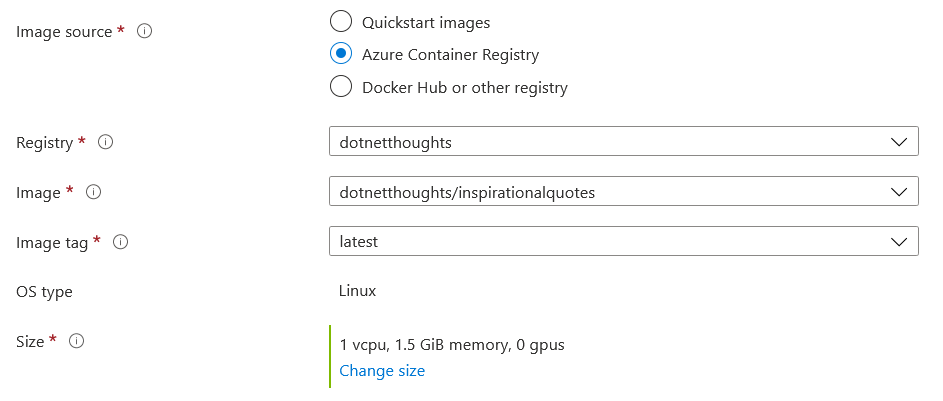 Image source *
Quickstart images
Azure Container Registry
Docker Hub or other registry
Registry *
dotnetthoughts
Image *
dotnetthoughts/inspirationalquotes
Image tag *
latest
OS type
Linux
Size *
1 vcpu, 1.5 GiB memory, 0 gpus
Change size